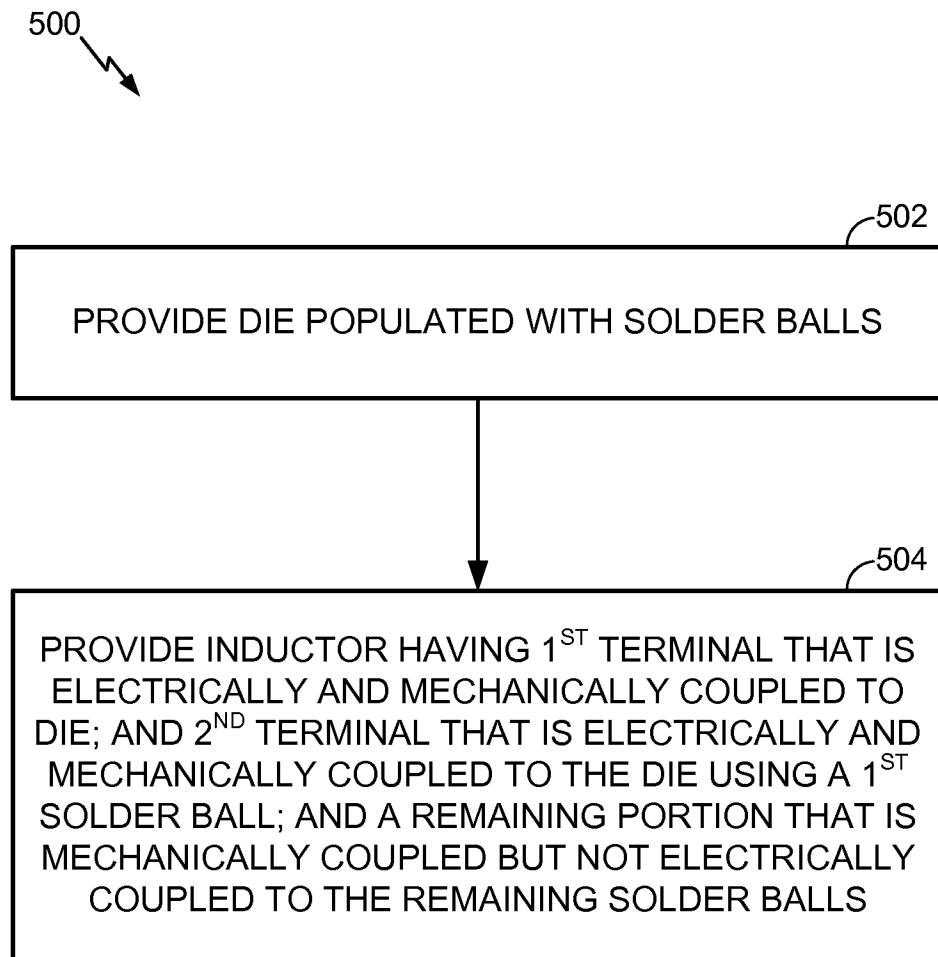 500
502
PROVIDE DIE POPULATED WITH SOLDER BALLS
504
PROVIDE INDUCTOR HAVING 1ST TERMINAL THAT IS
ELECTRICALLY AND MECHANICALLY COUPLED TO
DIE; AND 2ND TERMINAL THAT IS ELECTRICALLY AND
MECHANICALLY COUPLED TO THE DIE USING A 1ST
SOLDER BALL; AND A REMAINING PORTION THAT IS
MECHANICALLY COUPLED BUT NOT ELECTRICALLY
COUPLED TO THE REMAINING SOLDER BALLS